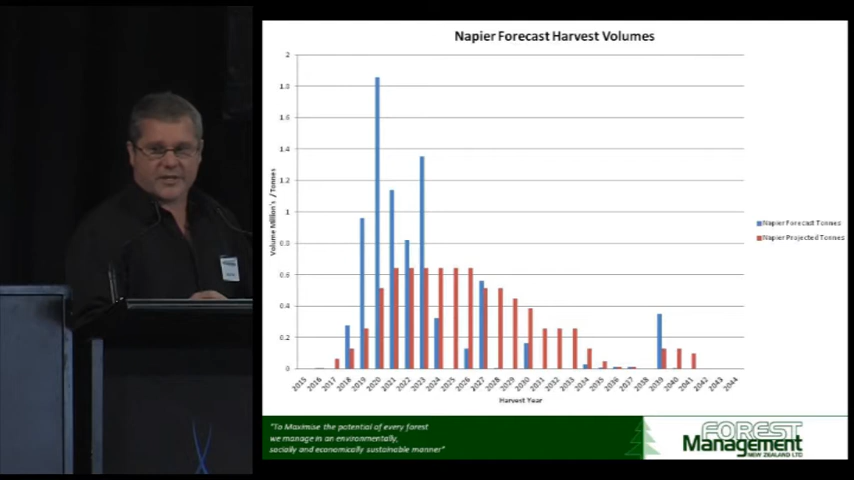 Napier Forecast Harvest Volumes
2
1.8
1.6
1.4
1.2
1
0.8
0.6
0.4
0.2
0
Volume Million's / Tonnes
2015 2016 2017 2018 2019 2020 2021 2022 2023 2024 2025 2026 2027 2028 2029 2030 2031 2032 2033 2034 2035 2036 2037 2039 2040 2041 2042 2043 2044
Harvest Year
Napier Forecast Tonnes
Napier Projected Tonnes
"To Maximise the potential of every forest
we manage in an environmentally,
socially and economically sustainable manner"
FOREST
Management
NEW ZEALAND LTD